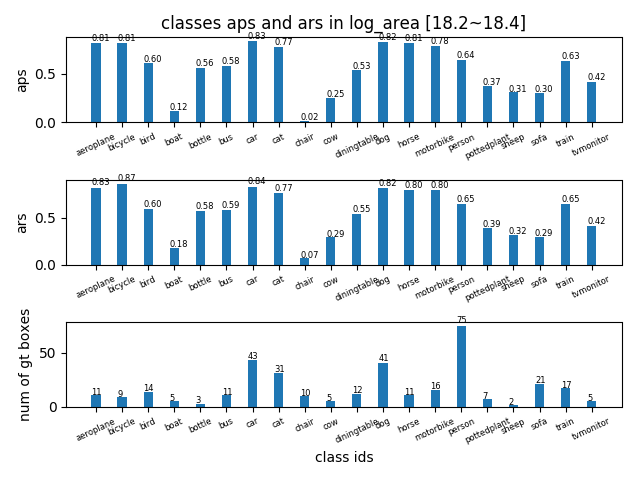 classes aps and ars in log_area [18.2~18.4]
aps
0.5
0.0
0.81 0.81 0.60 0.12 0.56 0.58 0.83 0.77 0.02 0.25 0.53 0.82 0.81 0.78 0.64 0.37 0.31 0.30 0.63 0.42
aeroplane bicycle bird boat bottle bus car cat chair cow diningtable dog horse motorbike person pottedplant sheep sofa train tvmonitor
ars
0.5
0.0
0.83 0.87 0.60 0.18 0.58 0.59 0.84 0.77 0.07 0.29 0.55 0.82 0.80 0.80 0.65 0.39 0.32 0.29 0.65 0.42
aeroplane bicycle bird boat bottle bus car cat chair cow diningtable dog horse motorbike person pottedplant sheep sofa train tvmonitor
num of gt boxes
50
0
11 9 14 5 3 11 43 31 10 5 12 41 11 16 75 7 2 21 17 5
aeroplane bicycle bird boat bottle bus car cat chair cow diningtable dog horse motorbike person pottedplant sheep sofa train tvmonitor
class ids